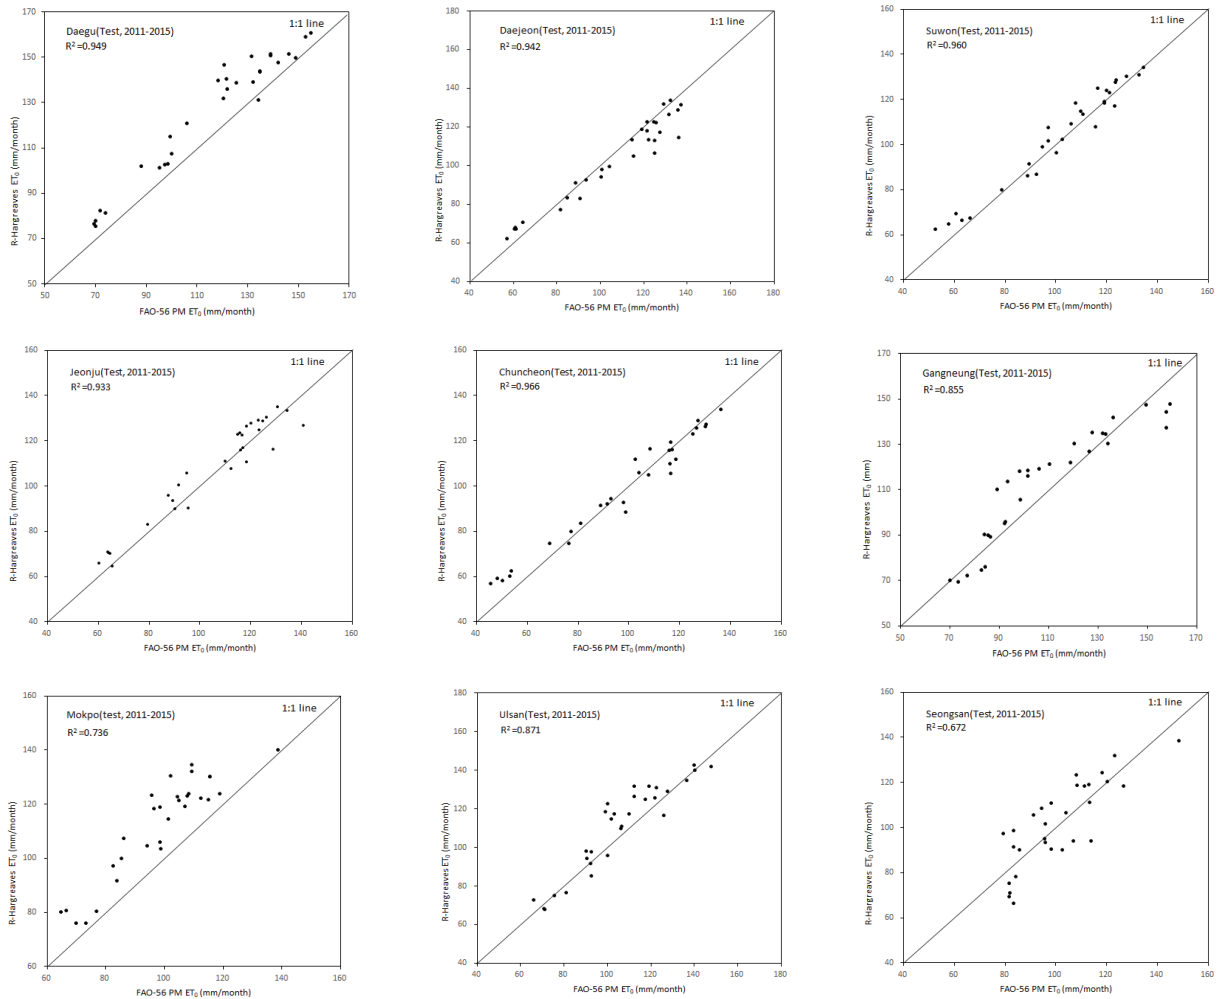 170
150
130
110
90
70
50
50 70 90 110 130 150 170
Daegu(Test, 2011-2015)
R² =0.949
1:1 line
R-Hargreaves ET₀ (mm/month)
FAO-56 PM ET₀ (mm/month)
180
160
140
120
100
80
60
40
40 60 80 100 120 140 160 180
Daejeon(Test, 2011-2015)
R² =0.942
1:1 line
R-Hargreaves ET₀ (mm/month)
FAO-56 PM ET₀ (mm/month)
160
140
120
100
80
60
40
40 60 80 100 120 140 160
Suwon(Test, 2011-2015)
R² =0.960
1:1 line
R-Hargreaves ET₀ (mm/month)
FAO-56 PM ET₀ (mm/month)
160
140
120
100
80
60
40
40 60 80 100 120 140 160
Jeonju(Test, 2011-2015)
R² =0.933
1:1 line
R-Hargreaves ET₀ (mm/month)
FAO-56 PM ET₀ (mm/month)
160
140
120
100
80
60
40
40 60 80 100 120 140 160
Chuncheon(Test, 2011-2015)
R² =0.966
1:1 line
R-Hargreaves ET₀ (mm/month)
FAO-56 PM ET₀ (mm/month)
170
150
130
110
90
70
50
50 70 90 110 130 150 170
Gangneung(Test, 2011-2015)
R² =0.855
1:1 line
R-Hargreaves ET₀ (mm)
FAO-56 PM ET₀ (mm/month)
160
140
120
100
80
60
60 80 100 120 140 160
Mokpo(test, 2011-2015)
R² =0.736
1:1 line
R-Hargreaves ET₀ (mm/month)
FAO-56 PM ET₀ (mm/month)
180
160
140
120
100
80
60
40
40 60 80 100 120 140 160 180
Ulsan(Test, 2011-2015)
R² =0.871
1:1 line
R-Hargreaves ET₀ (mm/month)
FAO-56 PM ET₀ (mm/month)
160
140
120
100
80
60
40
40 60 80 100 120 140 160
Seongsan(Test, 2011-2015)
R² =0.672
1:1 line
R-Hargreaves ET₀ (mm/month)
FAO-56 PM ET₀ (mm/month)